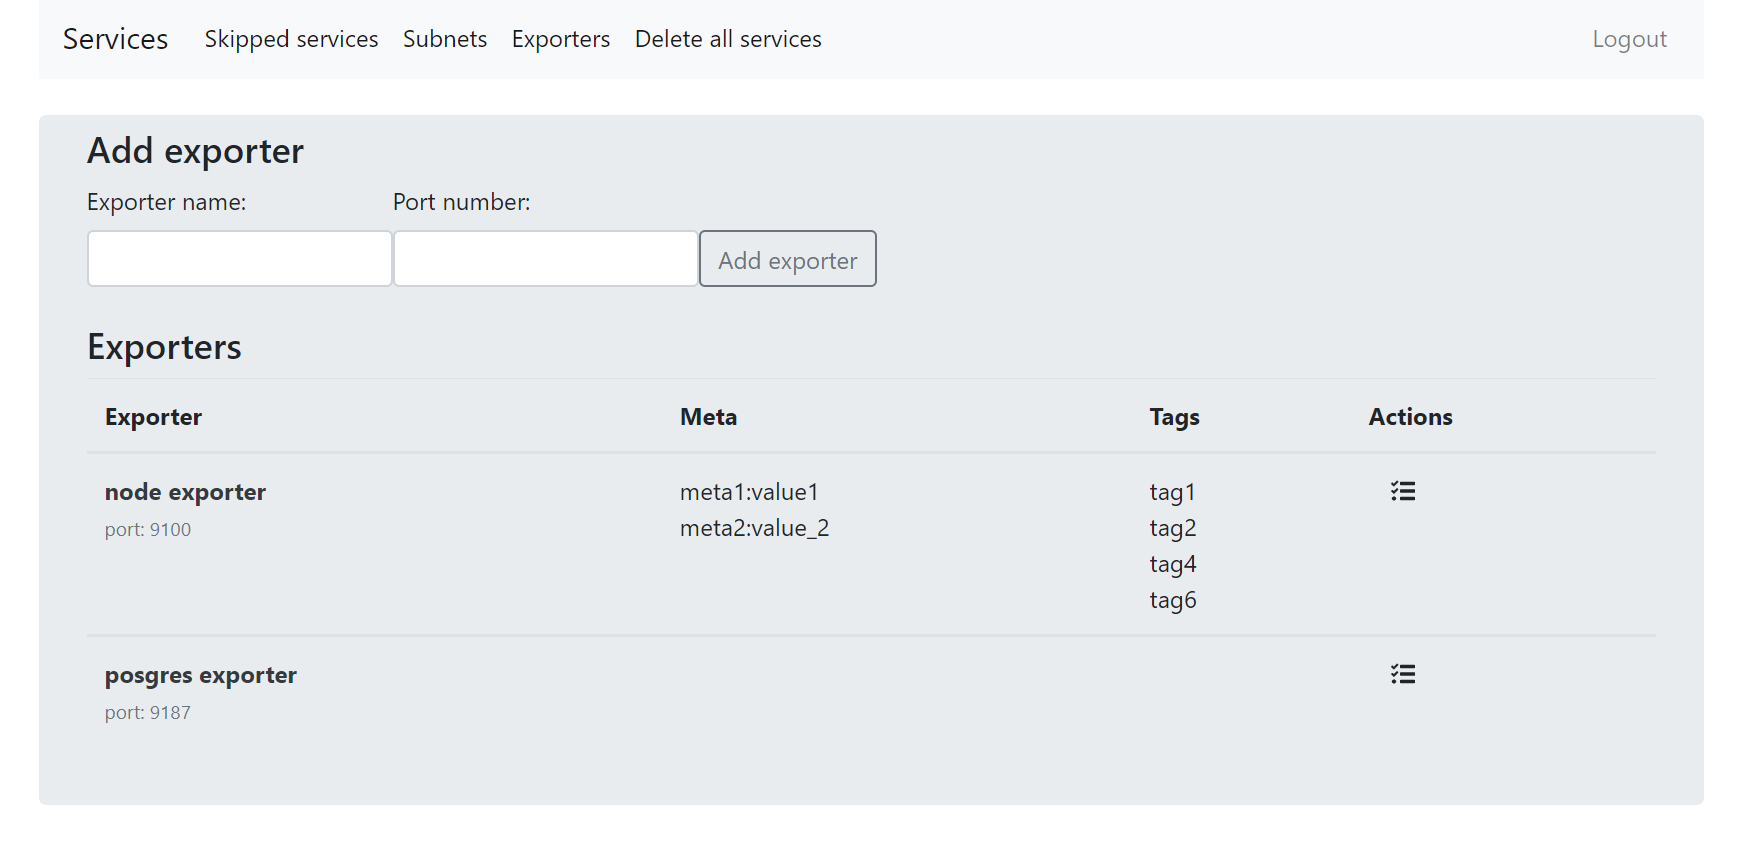 Services Skipped services Subnets Exporters Delete all services Logout
Add exporter
Exporter name: Port number:
Add exporter
Exporters
Exporter Meta Tags Actions
node exporter meta1:value1 tag1
port: 9100 meta2:value_2 tag2
tag4
tag6
posgres exporter
port: 9187